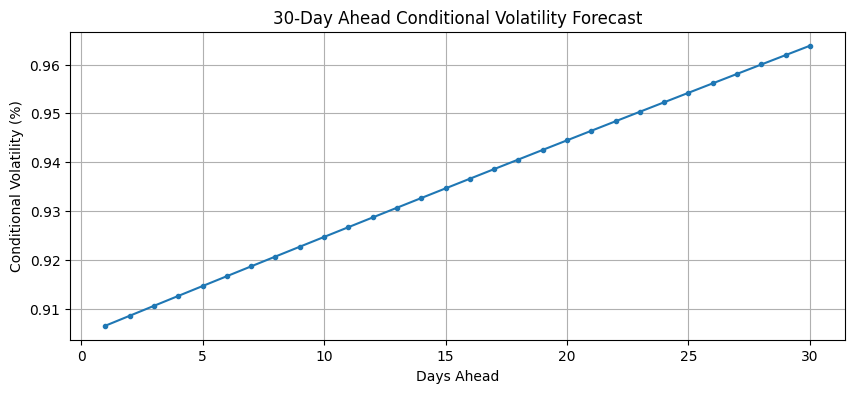 30-Day Ahead Conditional Volatility Forecast
Conditional Volatility (%)
0.96
0.95
0.94
0.93
0.92
0.91
0 5 10 15 20 25 30
Days Ahead